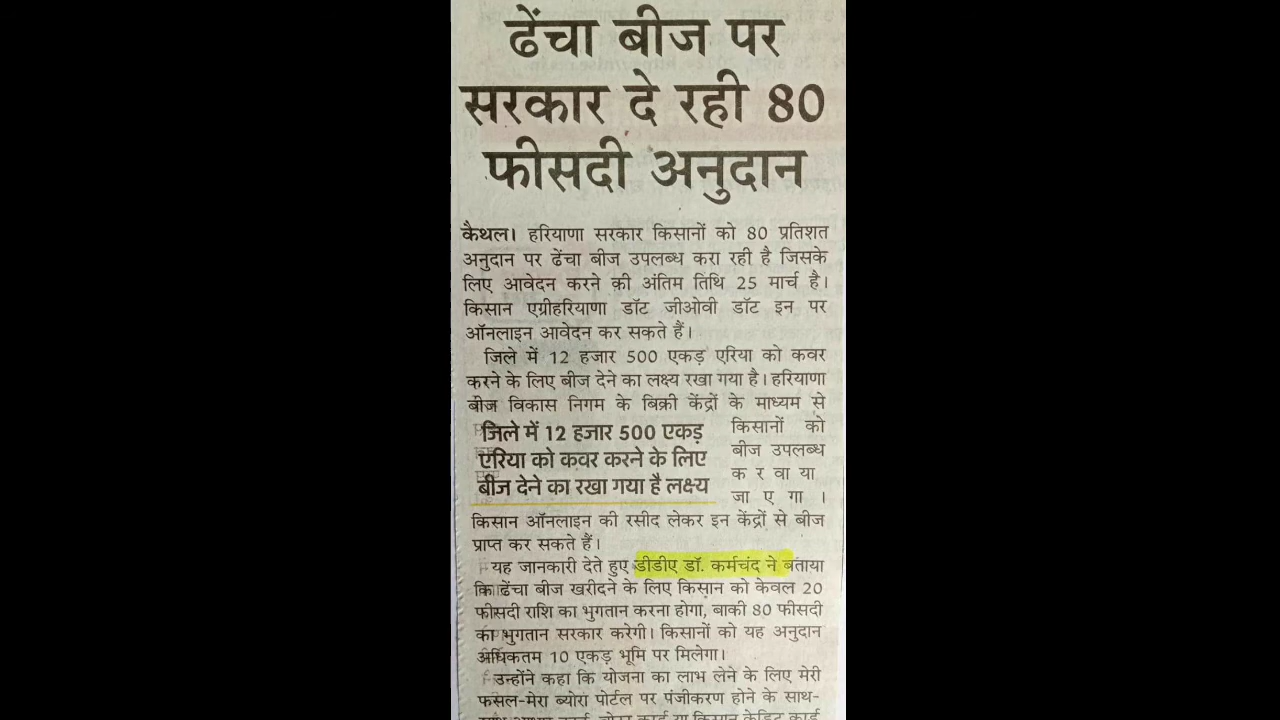 ढेंचा बीज पर
सरकार दे रही 80
फीसदी अनुदान
कैथल। हरियाणा सरकार किसानों को 80 प्रतिशत
अनुदान पर ढेंचा बीज उपलब्ध करा रही है जिसके
लिए आवेदन करने की अंतिम तिथि 25 मार्च है।
किसान एग्रीहरियाणा डॉट जीओवी डॉट इन पर
ऑनलाइन आवेदन कर सकते हैं।
जिले में 12 हजार 500 एकड़ एरिया को कवर
करने के लिए बीज देने का लक्ष्य रखा गया है। हरियाणा
बीज विकास निगम के बिक्री केंद्रों के माध्यम से
किसानों को
बीज उपलब्ध
क र वा या
जा ए गा ।
जिले में 12 हजार 500 एकड़
एरिया को कवर करने के लिए
बीज देने का रखा गया है लक्ष्य
किसान ऑनलाइन की रसीद लेकर इन केंद्रों से बीज
प्राप्त कर सकते हैं।
यह जानकारी देते हुए डीडीए डॉ. कर्मचंद ने बताया
कि ढेंचा बीज खरीदने के लिए किसान को केवल 20
फीसदी राशि का भुगतान करना होगा, बाकी 80 फीसदी
का भुगतान सरकार करेगी। किसानों को यह अनुदान
अधिकतम 10 एकड़ भूमि पर मिलेगा।
उन्होंने कहा कि योजना का लाभ लेने के लिए मेरी
फसल-मेरा ब्योरा पोर्टल पर पंजीकरण होने के साथ-